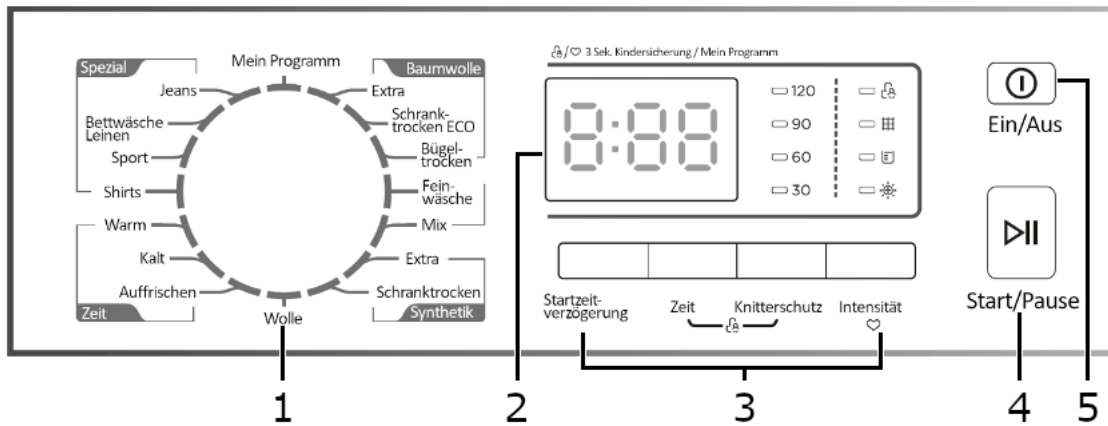 3 Sek. Kindersicherung / Mein Programm
Spezial
Mein Programm
Baumwolle
Jeans
Extra
Bettwäsche
Leinen
Schrank-
trocken ECO
Sport
Bügel-
trocken
Shirts
Fein-
wäsche
Warm
Mix
Kalt
Extra
Auffrischen
Schranktrocken
Zeit
Wolle
Synthetik
8:88
120
90
60
30
Startzeit-
verzögerung
Zeit
Knitterschutz
Intensität
Ein/Aus
Start/Pause
1
2
3
4
5